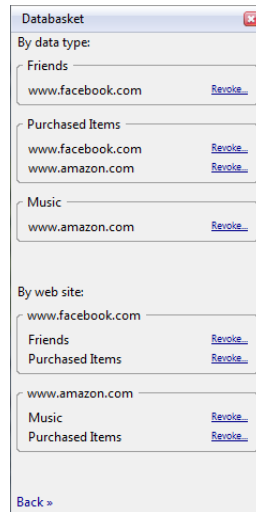 Databasket
By data type:
Friends
www.facebook.com Revoke...
Purchased Items
www.facebook.com Revoke...
www.amazon.com Revoke...
Music
www.amazon.com Revoke...
By web site:
www.facebook.com
Friends Revoke...
Purchased Items Revoke...
www.amazon.com
Music Revoke...
Purchased Items Revoke...
Back »